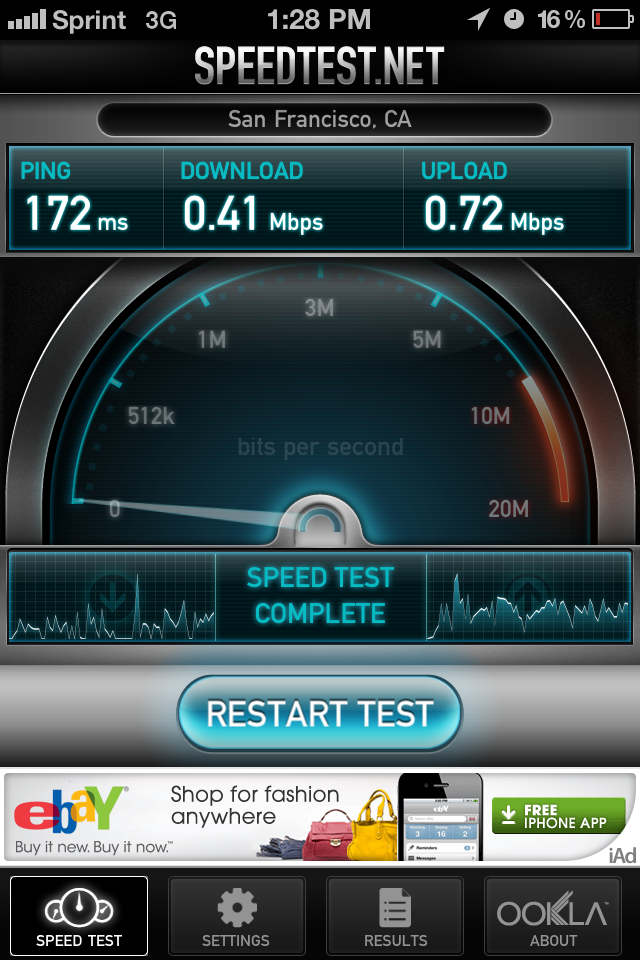 Sprint 3G 1:28 PM 16%
SPEEDTEST.NET
San Francisco, CA
PING DOWNLOAD UPLOAD
172 ms 0.41 Mbps 0.72 Mbps
3M
1M 5M
512k 10M
bits per second
0 20M
SPEED TEST
COMPLETE
RESTART TEST
ebaY
Shop for fashion
anywhere
Buy it new. Buy it now.™
FREE
IPHONE APP
Reminders
Messages
iAd
OOKLA
SPEED TEST SETTINGS RESULTS ABOUT